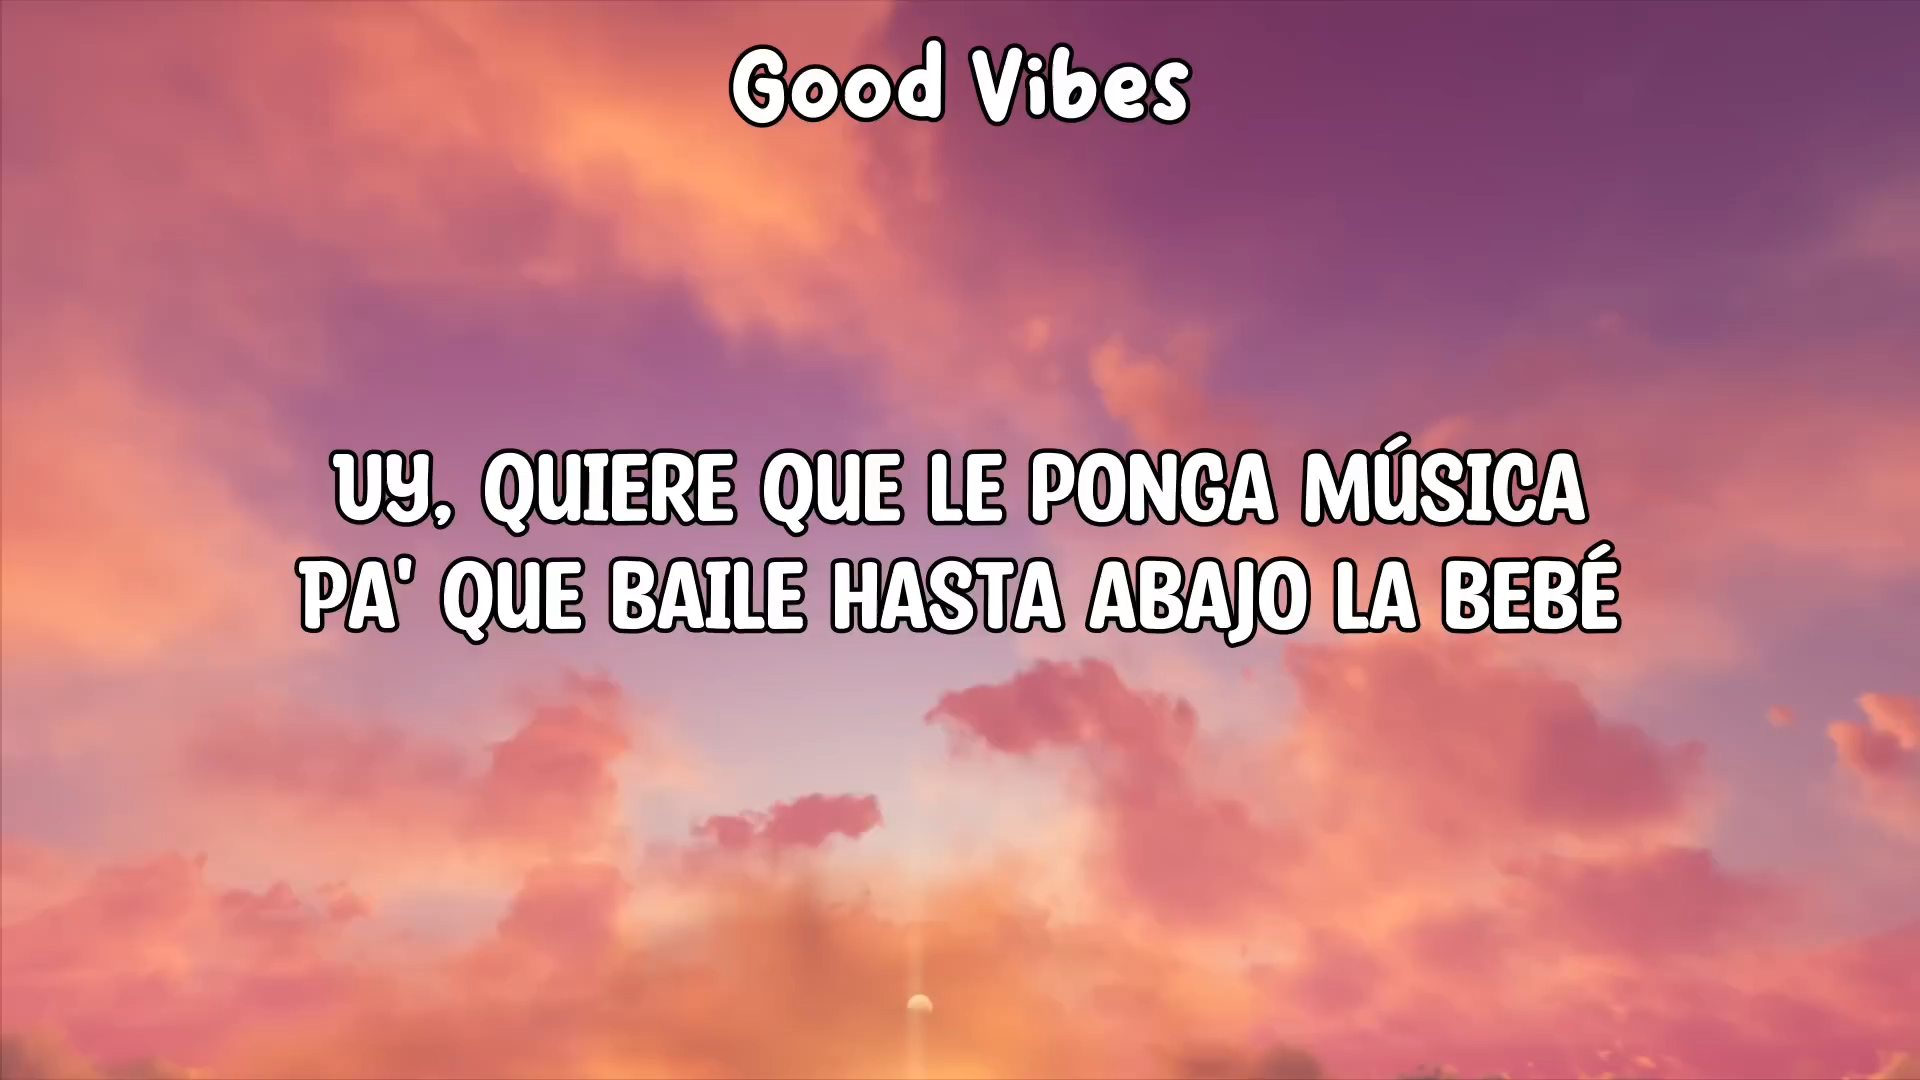 Good Vibes
UY, QUIERE QUE LE PONGA MÚSICA
PA' QUE BAILE HASTA ABAJO LA BEBÉ